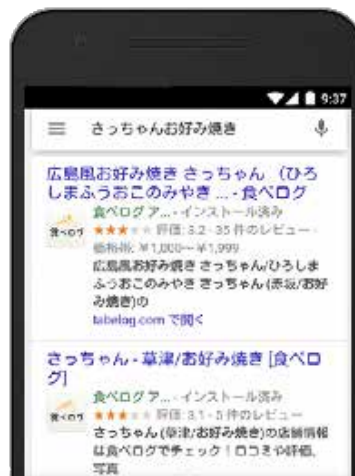 9:37
さっちゃんお好み焼き
広島風お好み焼き さっちゃん (ひろ
しまふうおこのみやき ... - 食べログ
食べログ ア... - インストール済み
食べログ
★★★★★ 評価: 3.2 - 35 件のレビュー -
価格帯: ¥1,000～¥1,999
広島風お好み焼き さっちゃん/ひろしま
ふうおこのみやき さっちゃん (赤坂/お好
み焼き)の
tabelog.com で開く
さっちゃん - 草津/お好み焼き [食べロ
グ]
食べログ ア... - インストール済み
食べログ
★★★★★ 評価: 3.1 - 5 件のレビュー
さっちゃん (草津/お好み焼き)の店舗情報
は食べログでチェック！口コミや評価、
写真